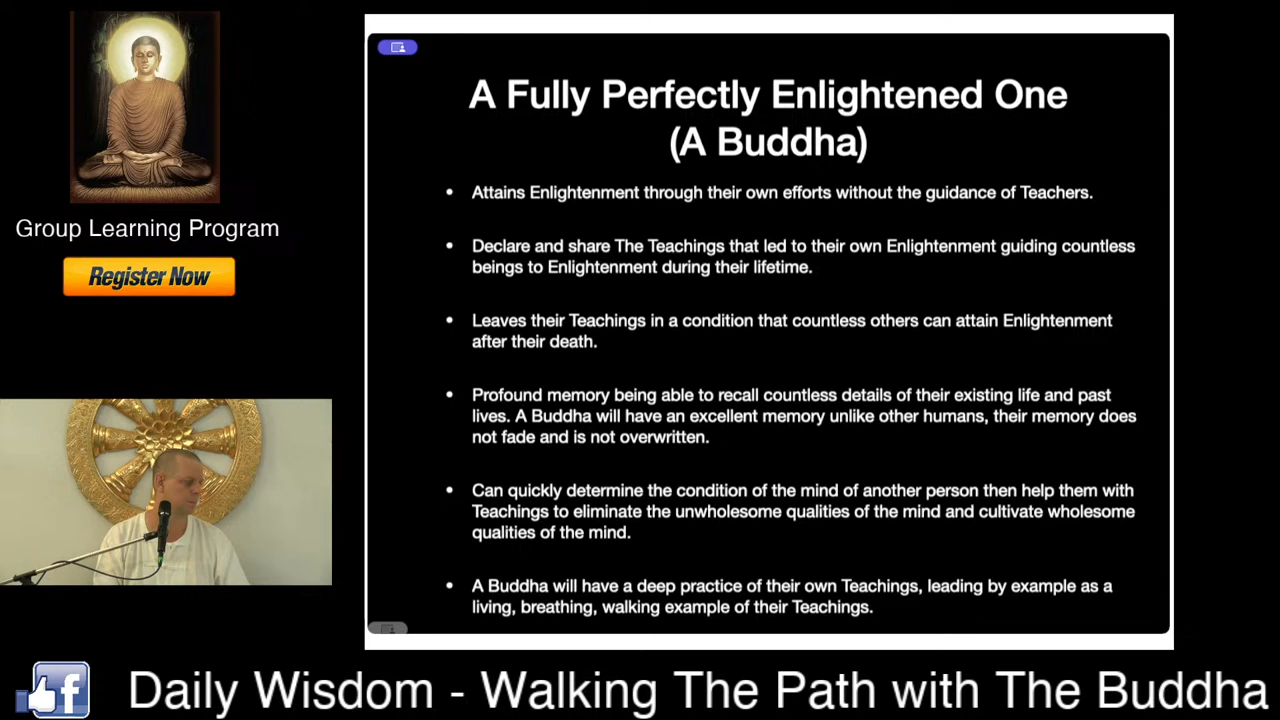 Group Learning Program
Register Now
A Fully Perfectly Enlightened One
(A Buddha)
• Attains Enlightenment through their own efforts without the guidance of Teachers.
• Declare and share The Teachings that led to their own Enlightenment guiding countless
beings to Enlightenment during their lifetime.
• Leaves their Teachings in a condition that countless others can attain Enlightenment
after their death.
• Profound memory being able to recall countless details of their existing life and past
lives. A Buddha will have an excellent memory unlike other humans, their memory does
not fade and is not overwritten.
• Can quickly determine the condition of the mind of another person then help them with
Teachings to eliminate the unwholesome qualities of the mind and cultivate wholesome
qualities of the mind.
• A Buddha will have a deep practice of their own Teachings, leading by example as a
living, breathing, walking example of their Teachings.
f Daily Wisdom - Walking The Path with The Buddha